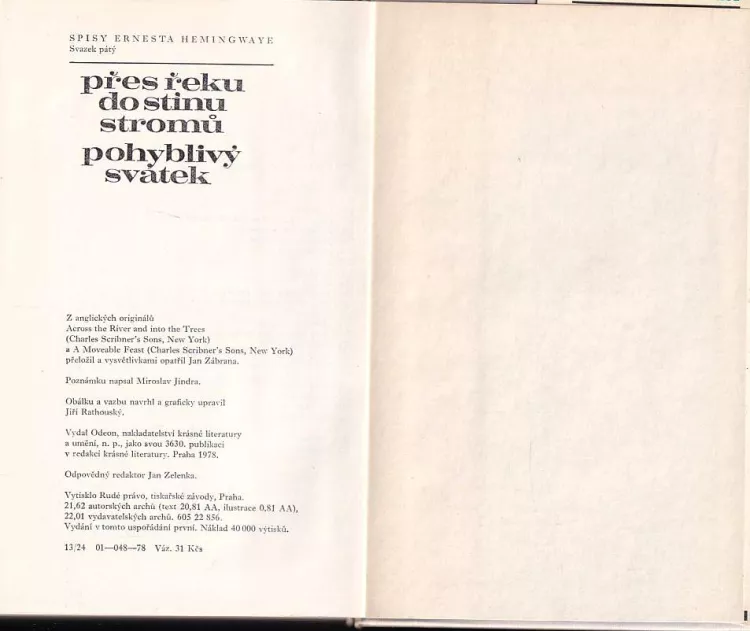 SPISY ERNESTA HEMINGWAYE
Svazek pátý
přes řeku
do stínu
stromů
pohyblivý
svátek
Z anglických originálů
Across the River and into the Trees
(Charles Scribner's Sons, New York)
a A Moveable Feast (Charles Scribner's Sons, New York)
přeložil a vysvětlivkami opatřil Jan Zábrana.
Poznámku napsal Miroslav Jindra.
Obálku a vazbu navrhl a graficky upravil
Jiří Rathouský.
Vydal Odeon, nakladatelství krásné literatury
a umění, n. p., jako svou 3630. publikaci
v redakci krásné literatury. Praha 1978.
Odpovědný redaktor Jan Zelenka.
Vytisklo Rudé právo, tiskařské závody, Praha.
21,62 autorských archů (text 20,81 AA, ilustrace 0,81 AA),
22,01 vydavatelských archů. 605 22 856.
Vydání v tomto uspořádání první. Náklad 40 000 výtisků.
13/24 01—048—78 Váz. 31 Kčs